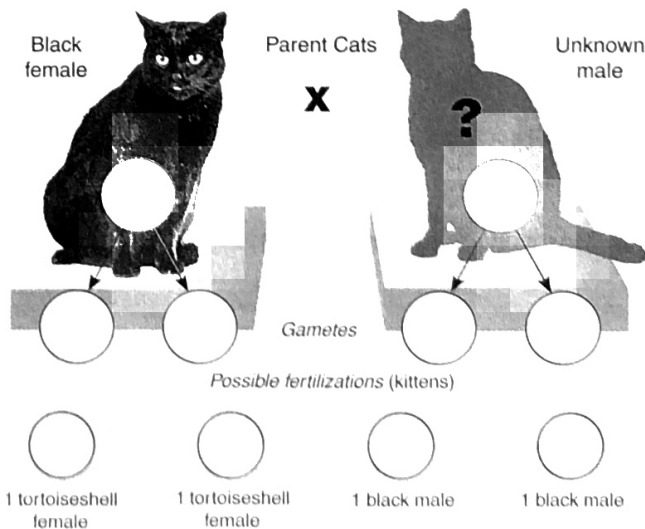 Black
female
Parent Cats
Unknown
male
X
?
Gametes
Possible fertilizations (kittens)
1 tortoiseshell
female
1 tortoiseshell
female
1 black male
1 black male